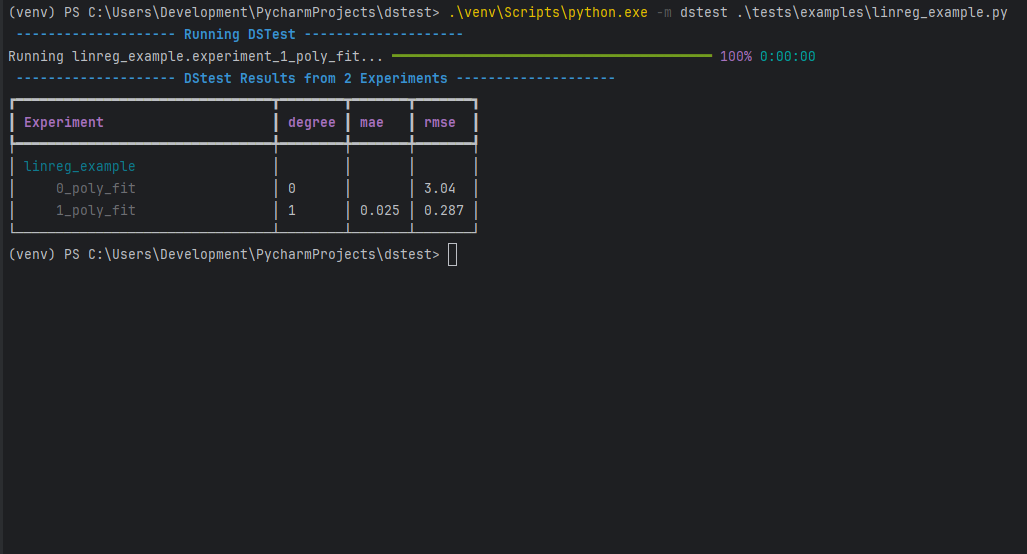 (venv) PS C:\Users\Development\PycharmProjects\dstest> .\venv\Scripts\python.exe -m dstest .\tests\examples\linreg_example.py
-------------------- Running DSTest --------------------
Running linreg_example.experiment_1_poly_fit... 100% 0:00:00
-------------------- DStest Results from 2 Experiments --------------------
Experiment degree mae rmse
linreg_example
0_poly_fit 0 3.04
1_poly_fit 1 0.025 0.287
(venv) PS C:\Users\Development\PycharmProjects\dstest>